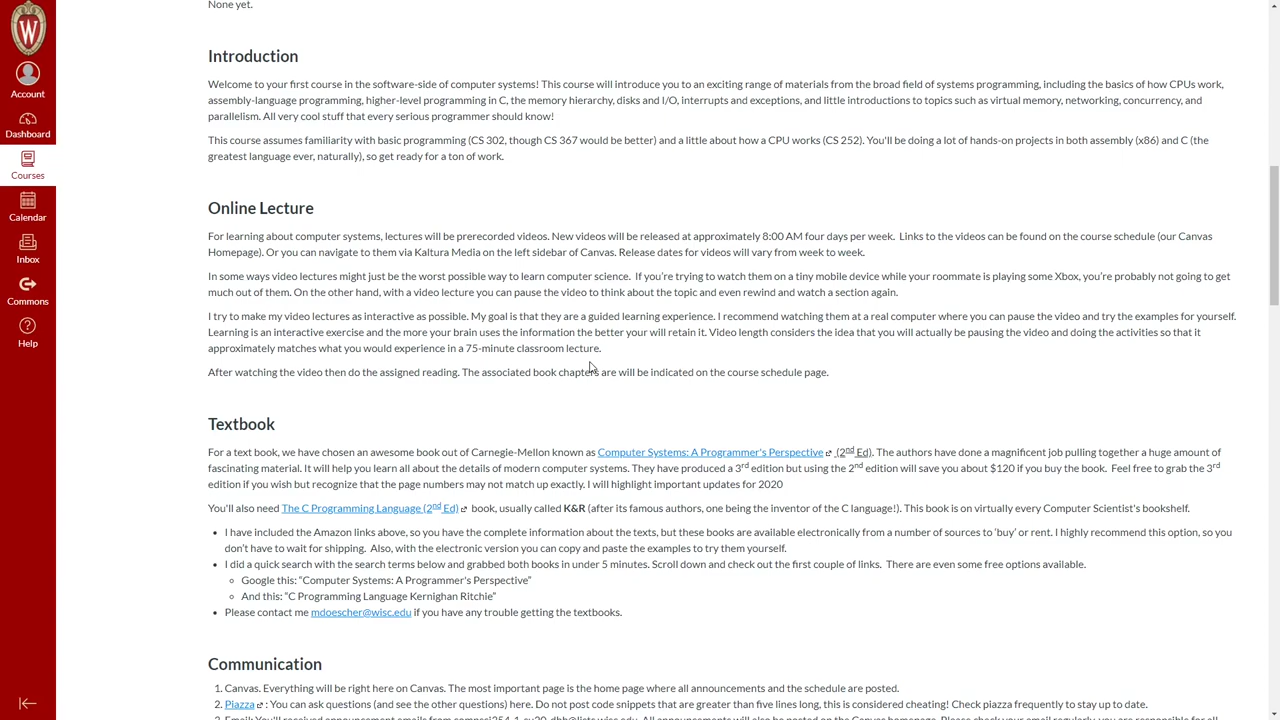 None yet.
W
Account
Dashboard
Courses
Calendar
Inbox
Commons
Help
Introduction
Welcome to your first course in the software-side of computer systems! This course will introduce you to an exciting range of materials from the broad field of systems programming, including the basics of how CPUs work,
assembly-language programming, higher-level programming in C, the memory hierarchy, disks and I/O, interrupts and exceptions, and little introductions to topics such as virtual memory, networking, concurrency, and
parallelism. All very cool stuff that every serious programmer should know!
This course assumes familiarity with basic programming (CS 302, though CS 367 would be better) and a little about how a CPU works (CS 252). You'll be doing a lot of hands-on projects in both assembly (x86) and C (the
greatest language ever, naturally), so get ready for a ton of work.
Online Lecture
For learning about computer systems, lectures will be prerecorded videos. New videos will be released at approximately 8:00 AM four days per week. Links to the videos can be found on the course schedule (our Canvas
Homepage). Or you can navigate to them via Kaltura Media on the left sidebar of Canvas. Release dates for videos will vary from week to week.
In some ways video lectures might just be the worst possible way to learn computer science. If you're trying to watch them on a tiny mobile device while your roommate is playing some Xbox, you're probably not going to get
much out of them. On the other hand, with a video lecture you can pause the video to think about the topic and even rewind and watch a section again.
I try to make my video lectures as interactive as possible. My goal is that they are a guided learning experience. I recommend watching them at a real computer where you can pause the video and try the examples for yourself.
Learning is an interactive exercise and the more your brain uses the information the better your will retain it. Video length considers the idea that you will actually be pausing the video and doing the activities so that it
approximately matches what you would experience in a 75-minute classroom lecture.
After watching the video then do the assigned reading. The associated book chapters are will be indicated on the course schedule page.
Textbook
For a text book, we have chosen an awesome book out of Carnegie-Mellon known as Computer Systems: A Programmer's Perspective (2nd Ed). The authors have done a magnificent job pulling together a huge amount of
fascinating material. It will help you learn all about the details of modern computer systems. They have produced a 3rd edition but using the 2nd edition will save you about $120 if you buy the book. Feel free to grab the 3rd
edition if you wish but recognize that the page numbers may not match up exactly. I will highlight important updates for 2020
You'll also need The C Programming Language (2nd Ed) book, usually called K&R (after its famous authors, one being the inventor of the C language!). This book is on virtually every Computer Scientist's bookshelf.
• I have included the Amazon links above, so you have the complete information about the texts, but these books are available electronically from a number of sources to 'buy' or rent. I highly recommend this option, so you
don't have to wait for shipping. Also, with the electronic version you can copy and paste the examples to try them yourself.
• I did a quick search with the search terms below and grabbed both books in under 5 minutes. Scroll down and check out the first couple of links. There are even some free options available.
◦ Google this: "Computer Systems: A Programmer's Perspective"
◦ And this: "C Programming Language Kernighan Ritchie"
• Please contact me mdoescher@wisc.edu if you have any trouble getting the textbooks.
Communication
1. Canvas. Everything will be right here on Canvas. The most important page is the home page where all announcements and the schedule are posted.
2. Piazza : You can ask questions (and see the other questions) here. Do not post code snippets that are greater than five lines long, this is considered cheating! Check piazza frequently to stay up to date.